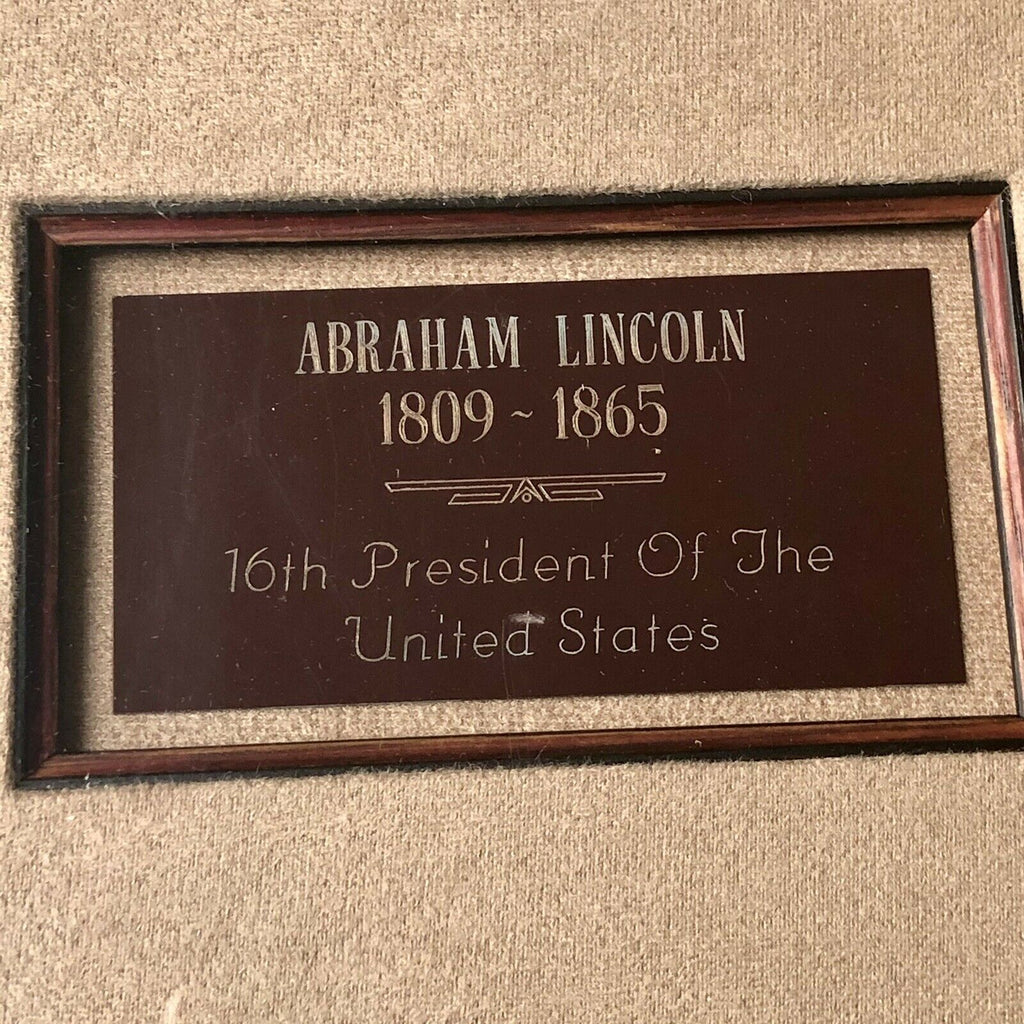 ABRAHAM LINCOLN
1809 ~ 1865
16th President Of The
United States